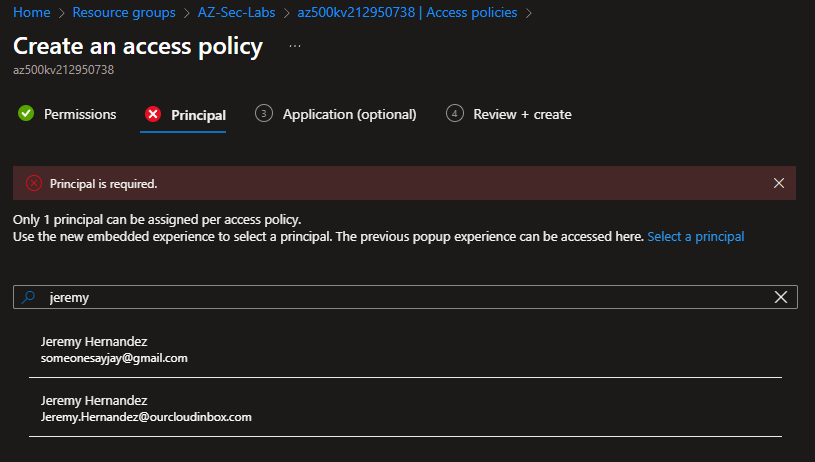 Home > Resource groups > AZ-Sec-Labs > az500kv212950738 | Access policies >
Create an access policy ...
az500kv212950738
Permissions Principal 3 Application (optional) 4 Review + create
Principal is required.
Only 1 principal can be assigned per access policy.
Use the new embedded experience to select a principal. The previous popup experience can be accessed here. Select a principal
jeremy
Jeremy Hernandez
someonesayjay@gmail.com
Jeremy Hernandez
Jeremy.Hernandez@ourcloudinbox.com